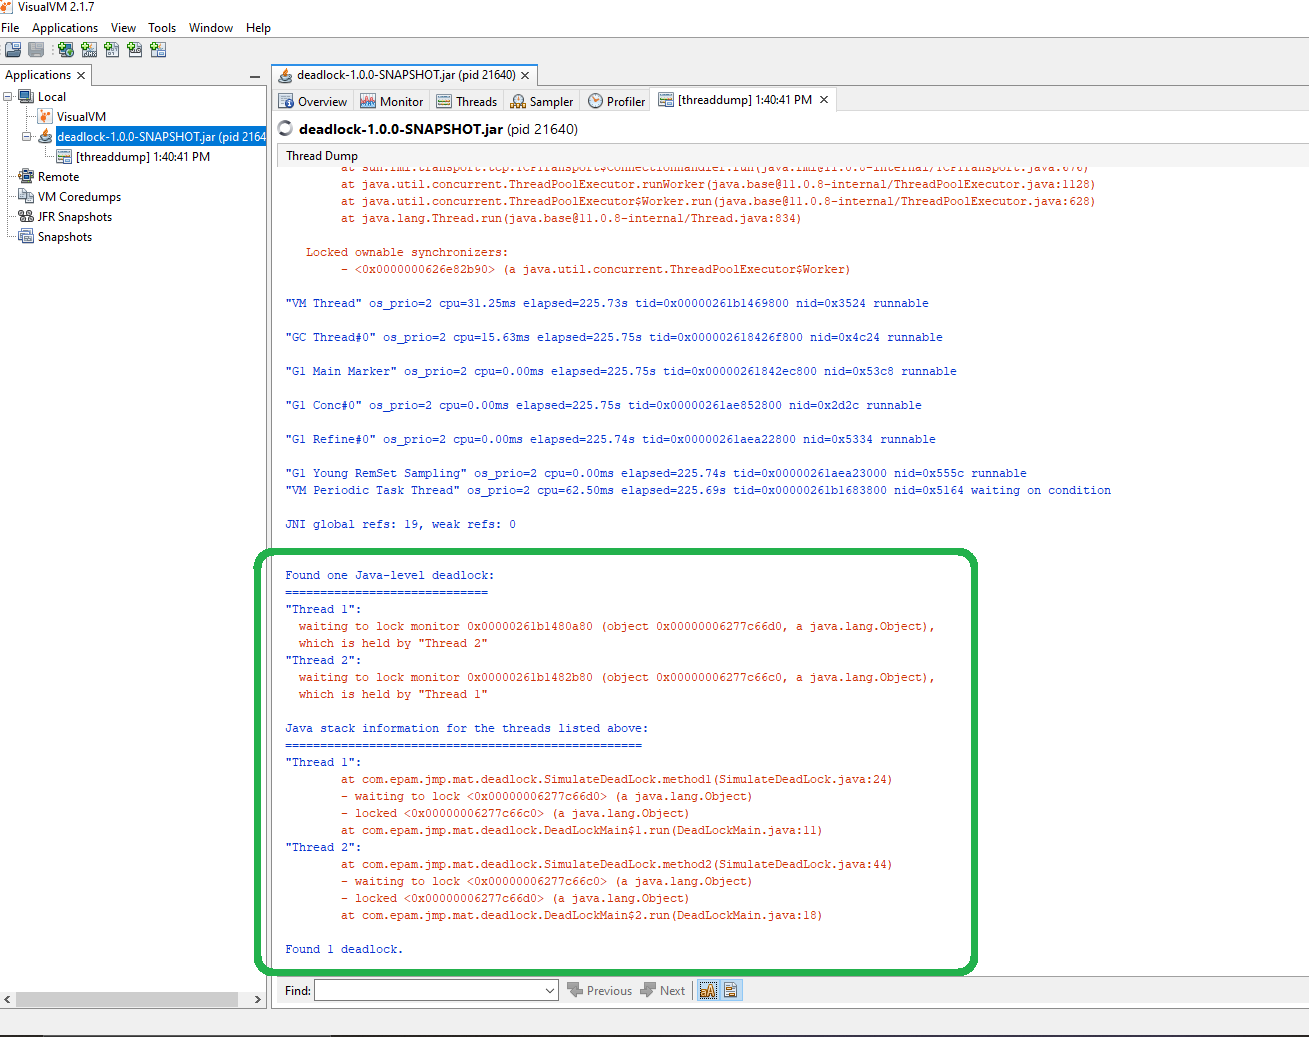 VisualVM 2.1.7
File Applications View Tools Window Help
Applications
Local
VisualVM
deadlock-1.0.0-SNAPSHOT.jar (pid 2164
[threaddump] 1:40:41 PM
Remote
VM Coredumps
JFR Snapshots
Snapshots
deadlock-1.0.0-SNAPSHOT.jar (pid 21640)
Overview Monitor Threads Sampler Profiler [threaddump] 1:40:41 PM
deadlock-1.0.0-SNAPSHOT.jar (pid 21640)
Thread Dump
at sun.rmi.transport.tcp.TCPTransport$ConnectionHandler.run(java.rmi@11.0.8-internal/TCPTransport.java:676)
at java.util.concurrent.ThreadPoolExecutor.runWorker(java.base@11.0.8-internal/ThreadPoolExecutor.java:1128)
at java.util.concurrent.ThreadPoolExecutor$Worker.run(java.base@11.0.8-internal/ThreadPoolExecutor.java:628)
at java.lang.Thread.run(java.base@11.0.8-internal/Thread.java:834)
Locked ownable synchronizers:
- <0x0000000626e82b90> (a java.util.concurrent.ThreadPoolExecutor$Worker)
"VM Thread" os_prio=2 cpu=31.25ms elapsed=225.73s tid=0x00000261b1469800 nid=0x3524 runnable
"GC Thread#0" os_prio=2 cpu=15.63ms elapsed=225.75s tid=0x000002618426f800 nid=0x4c24 runnable
"G1 Main Marker" os_prio=2 cpu=0.00ms elapsed=225.75s tid=0x00000261842ec800 nid=0x53c8 runnable
"G1 Conc#0" os_prio=2 cpu=0.00ms elapsed=225.75s tid=0x00000261ae852800 nid=0x2d2c runnable
"G1 Refine#0" os_prio=2 cpu=0.00ms elapsed=225.74s tid=0x00000261aea22800 nid=0x5334 runnable
"G1 Young RemSet Sampling" os_prio=2 cpu=0.00ms elapsed=225.74s tid=0x00000261aea23000 nid=0x555c runnable
"VM Periodic Task Thread" os_prio=2 cpu=62.50ms elapsed=225.69s tid=0x00000261b1683800 nid=0x5164 waiting on condition
JNI global refs: 19, weak refs: 0
Found one Java-level deadlock:
=============================
"Thread 1":
waiting to lock monitor 0x00000261b1480a80 (object 0x00000006277c66d0, a java.lang.Object),
which is held by "Thread 2"
"Thread 2":
waiting to lock monitor 0x00000261b1482b80 (object 0x00000006277c66c0, a java.lang.Object),
which is held by "Thread 1"
Java stack information for the threads listed above:
===================================================
"Thread 1":
at com.epam.jmp.mat.deadlock.SimulateDeadLock.method1(SimulateDeadLock.java:24)
- waiting to lock <0x00000006277c66d0> (a java.lang.Object)
- locked <0x00000006277c66c0> (a java.lang.Object)
at com.epam.jmp.mat.deadlock.DeadLockMain$1.run(DeadLockMain.java:11)
"Thread 2":
at com.epam.jmp.mat.deadlock.SimulateDeadLock.method2(SimulateDeadLock.java:44)
- waiting to lock <0x00000006277c66c0> (a java.lang.Object)
- locked <0x00000006277c66d0> (a java.lang.Object)
at com.epam.jmp.mat.deadlock.DeadLockMain$2.run(DeadLockMain.java:18)
Found 1 deadlock.
Find: Previous Next